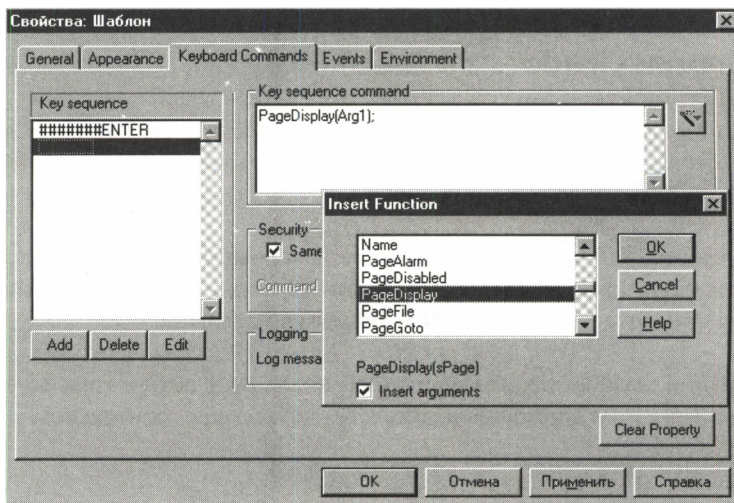 Свойства: Шаблон
General Appearance Keyboard Commands Events Environment
Key sequence
#######ENTER
Add Delete Edit
Key sequence command
PageDisplay(Arg1);
Security
Same
Command
Logging
Log messa
Insert Function
Name
PageAlarm
PageDisabled
PageDisplay
PageFile
PageGoto
OK
Cancel
Help
PageDisplay(sPage)
Insert arguments
Clear Property
OK Отмена Применить Справка